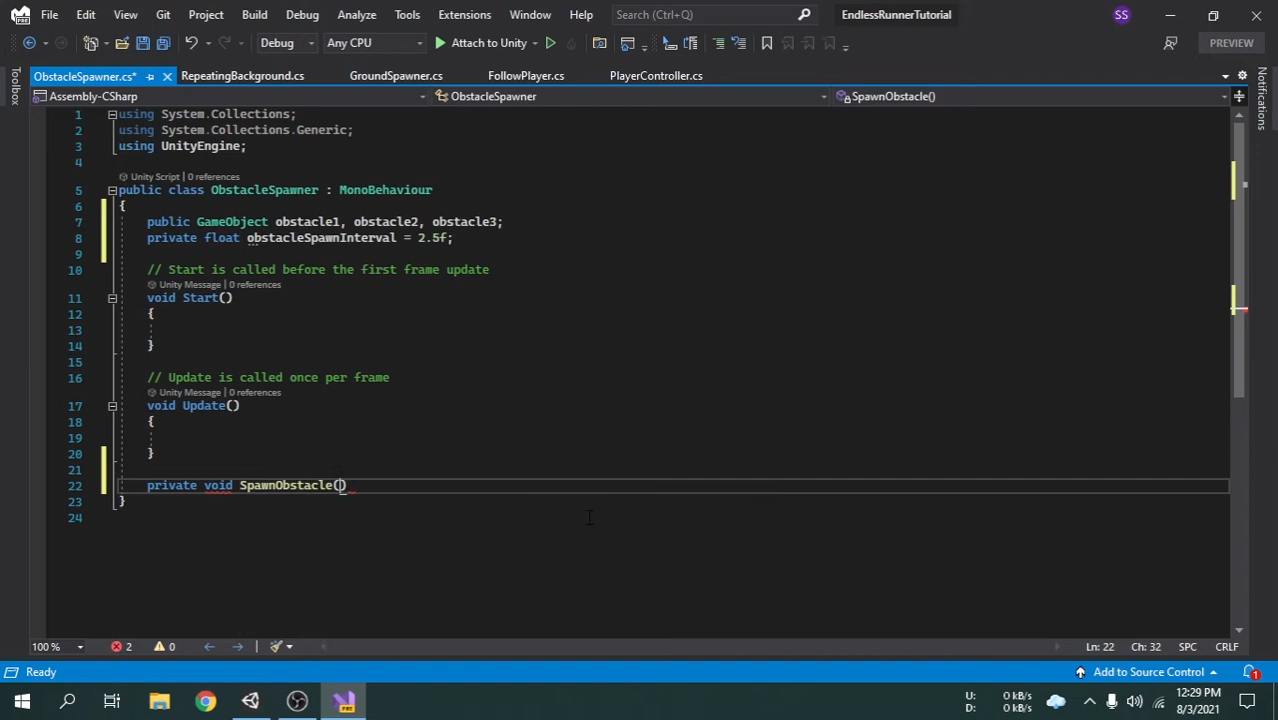 File Edit View Git Project Build Debug Analyze Tools Extensions Window Help Search (Ctrl+Q) EndlessRunnerTutorial SS
Debug Any CPU Attach to Unity PREVIEW
ObstacleSpawner.cs* RepeatingBackground.cs GroundSpawner.cs FollowPlayer.cs PlayerController.cs
Toolbox
Notifications
Assembly-CSharp ObstacleSpawner SpawnObstacle()
1 using System.Collections;
2 using System.Collections.Generic;
3 using UnityEngine;
4
Unity Script | 0 references
5 public class ObstacleSpawner : MonoBehaviour
6 {
7 public GameObject obstacle1, obstacle2, obstacle3;
8 private float obstacleSpawnInterval = 2.5f;
9
10 // Start is called before the first frame update
Unity Message | 0 references
11 void Start()
12 {
13
14 }
15
16 // Update is called once per frame
Unity Message | 0 references
17 void Update()
18 {
19
20 }
21
22 private void SpawnObstacle()
23 }
24
100 % 2 0 Ln: 22 Ch: 32 SPC CRLF
Ready Add to Source Control 1
PRE U: 0 kB/s 12:29 PM
D: 0 kB/s 8/3/2021